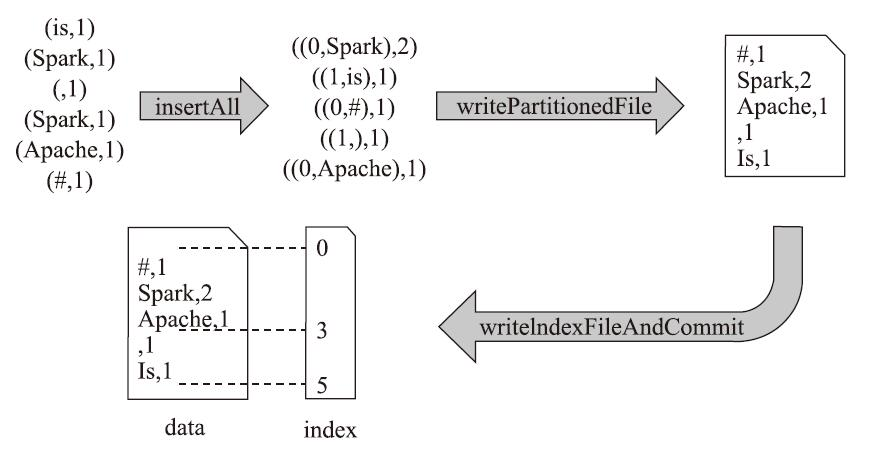 (is,1)
(Spark,1)
(,1)
(Spark,1)
(Apache,1)
(#,1)
insertAll
((0,Spark),2)
((1,is),1)
((0,#),1)
((1,),1)
((0,Apache),1)
writePartitionedFile
#,1
Spark,2
Apache,1
,1
Is,1
writeIndexFileAndCommit
#,1
Spark,2
Apache,1
,1
Is,1
data
0
3
5
index